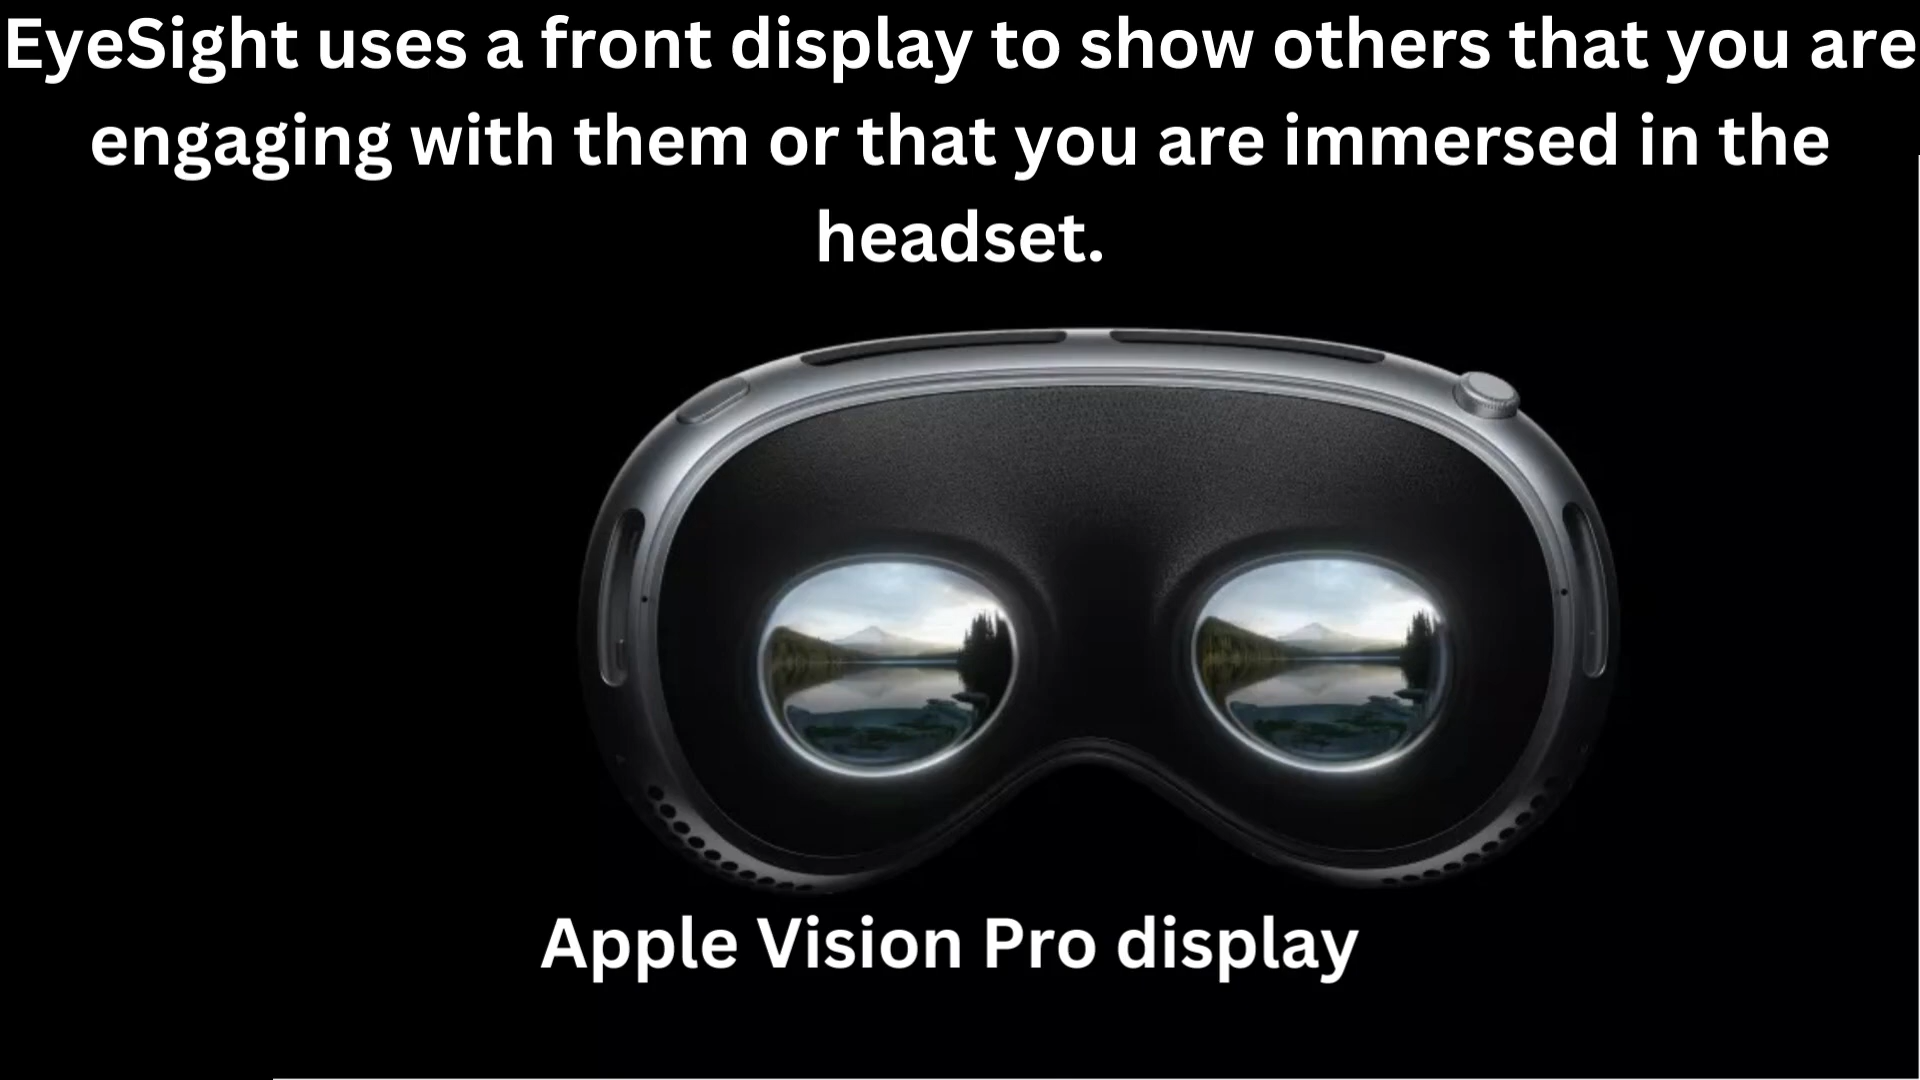 EyeSight uses a front display to show others that you are
engaging with them or that you are immersed in the
headset.
Apple Vision Pro display